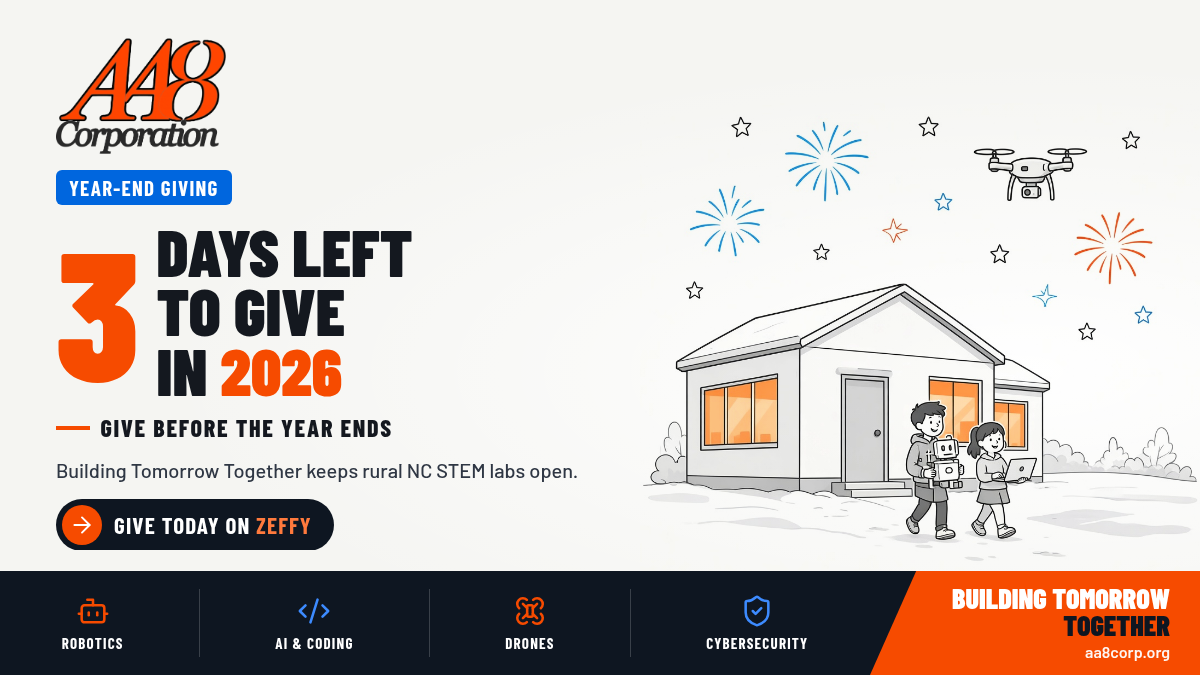 AA8
Corporation
YEAR-END GIVING
3
DAYS LEFT
TO GIVE
IN 2026
GIVE BEFORE THE YEAR ENDS
Building Tomorrow Together keeps rural NC STEM labs open.
GIVE TODAY ON ZEFFY
ROBOTICS
AI & CODING
DRONES
CYBERSECURITY
BUILDING TOMORROW
TOGETHER
aa8corp.org